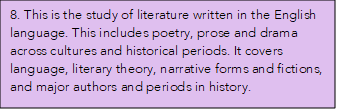 8. This is the study of literature written in the English
language. This includes poetry, prose and drama
across cultures and historical periods. It covers
language, literary theory, narrative forms and fictions,
and major authors and periods in history.